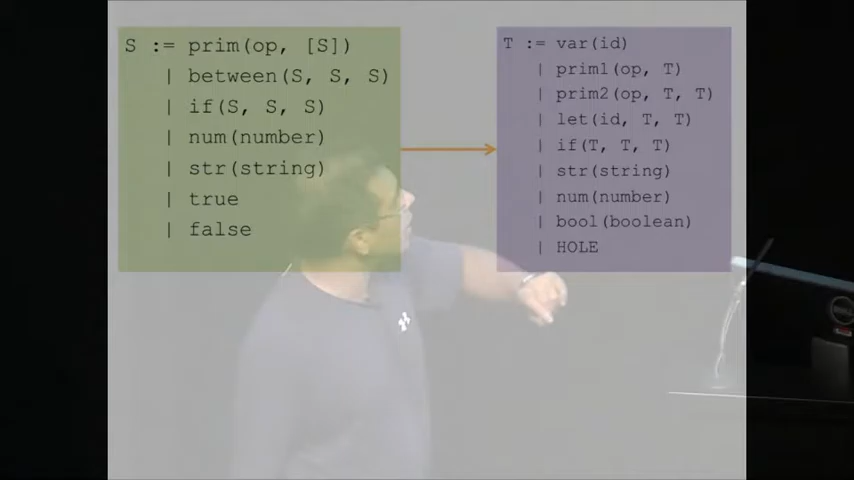 S := prim(op, [S])
| between(S, S, S)
| if(S, S, S)
| num(number)
| str(string)
| true
| false
T := var(id)
| prim1(op, T)
| prim2(op, T, T)
| let(id, T, T)
| if(T, T, T)
| str(string)
| num(number)
| bool(boolean)
| HOLE
DELL